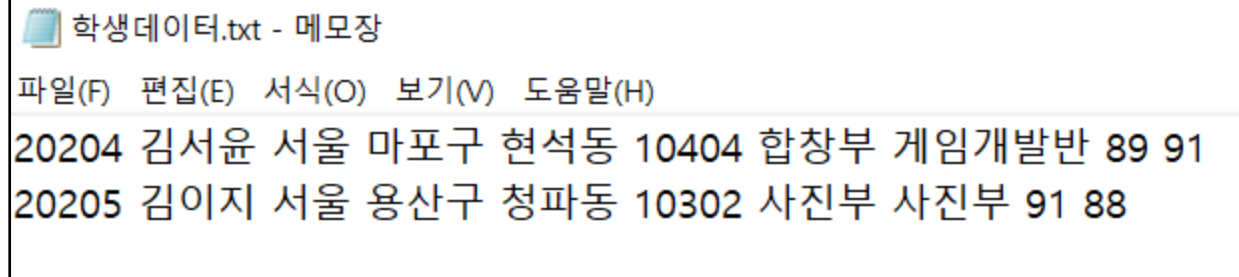 학생데이터.txt - 메모장
파일(F) 편집(E) 서식(O) 보기(V) 도움말(H)
20204 김서윤 서울 마포구 현석동 10404 합창부 게임개발반 89 91
20205 김이지 서울 용산구 청파동 10302 사진부 사진부 91 88